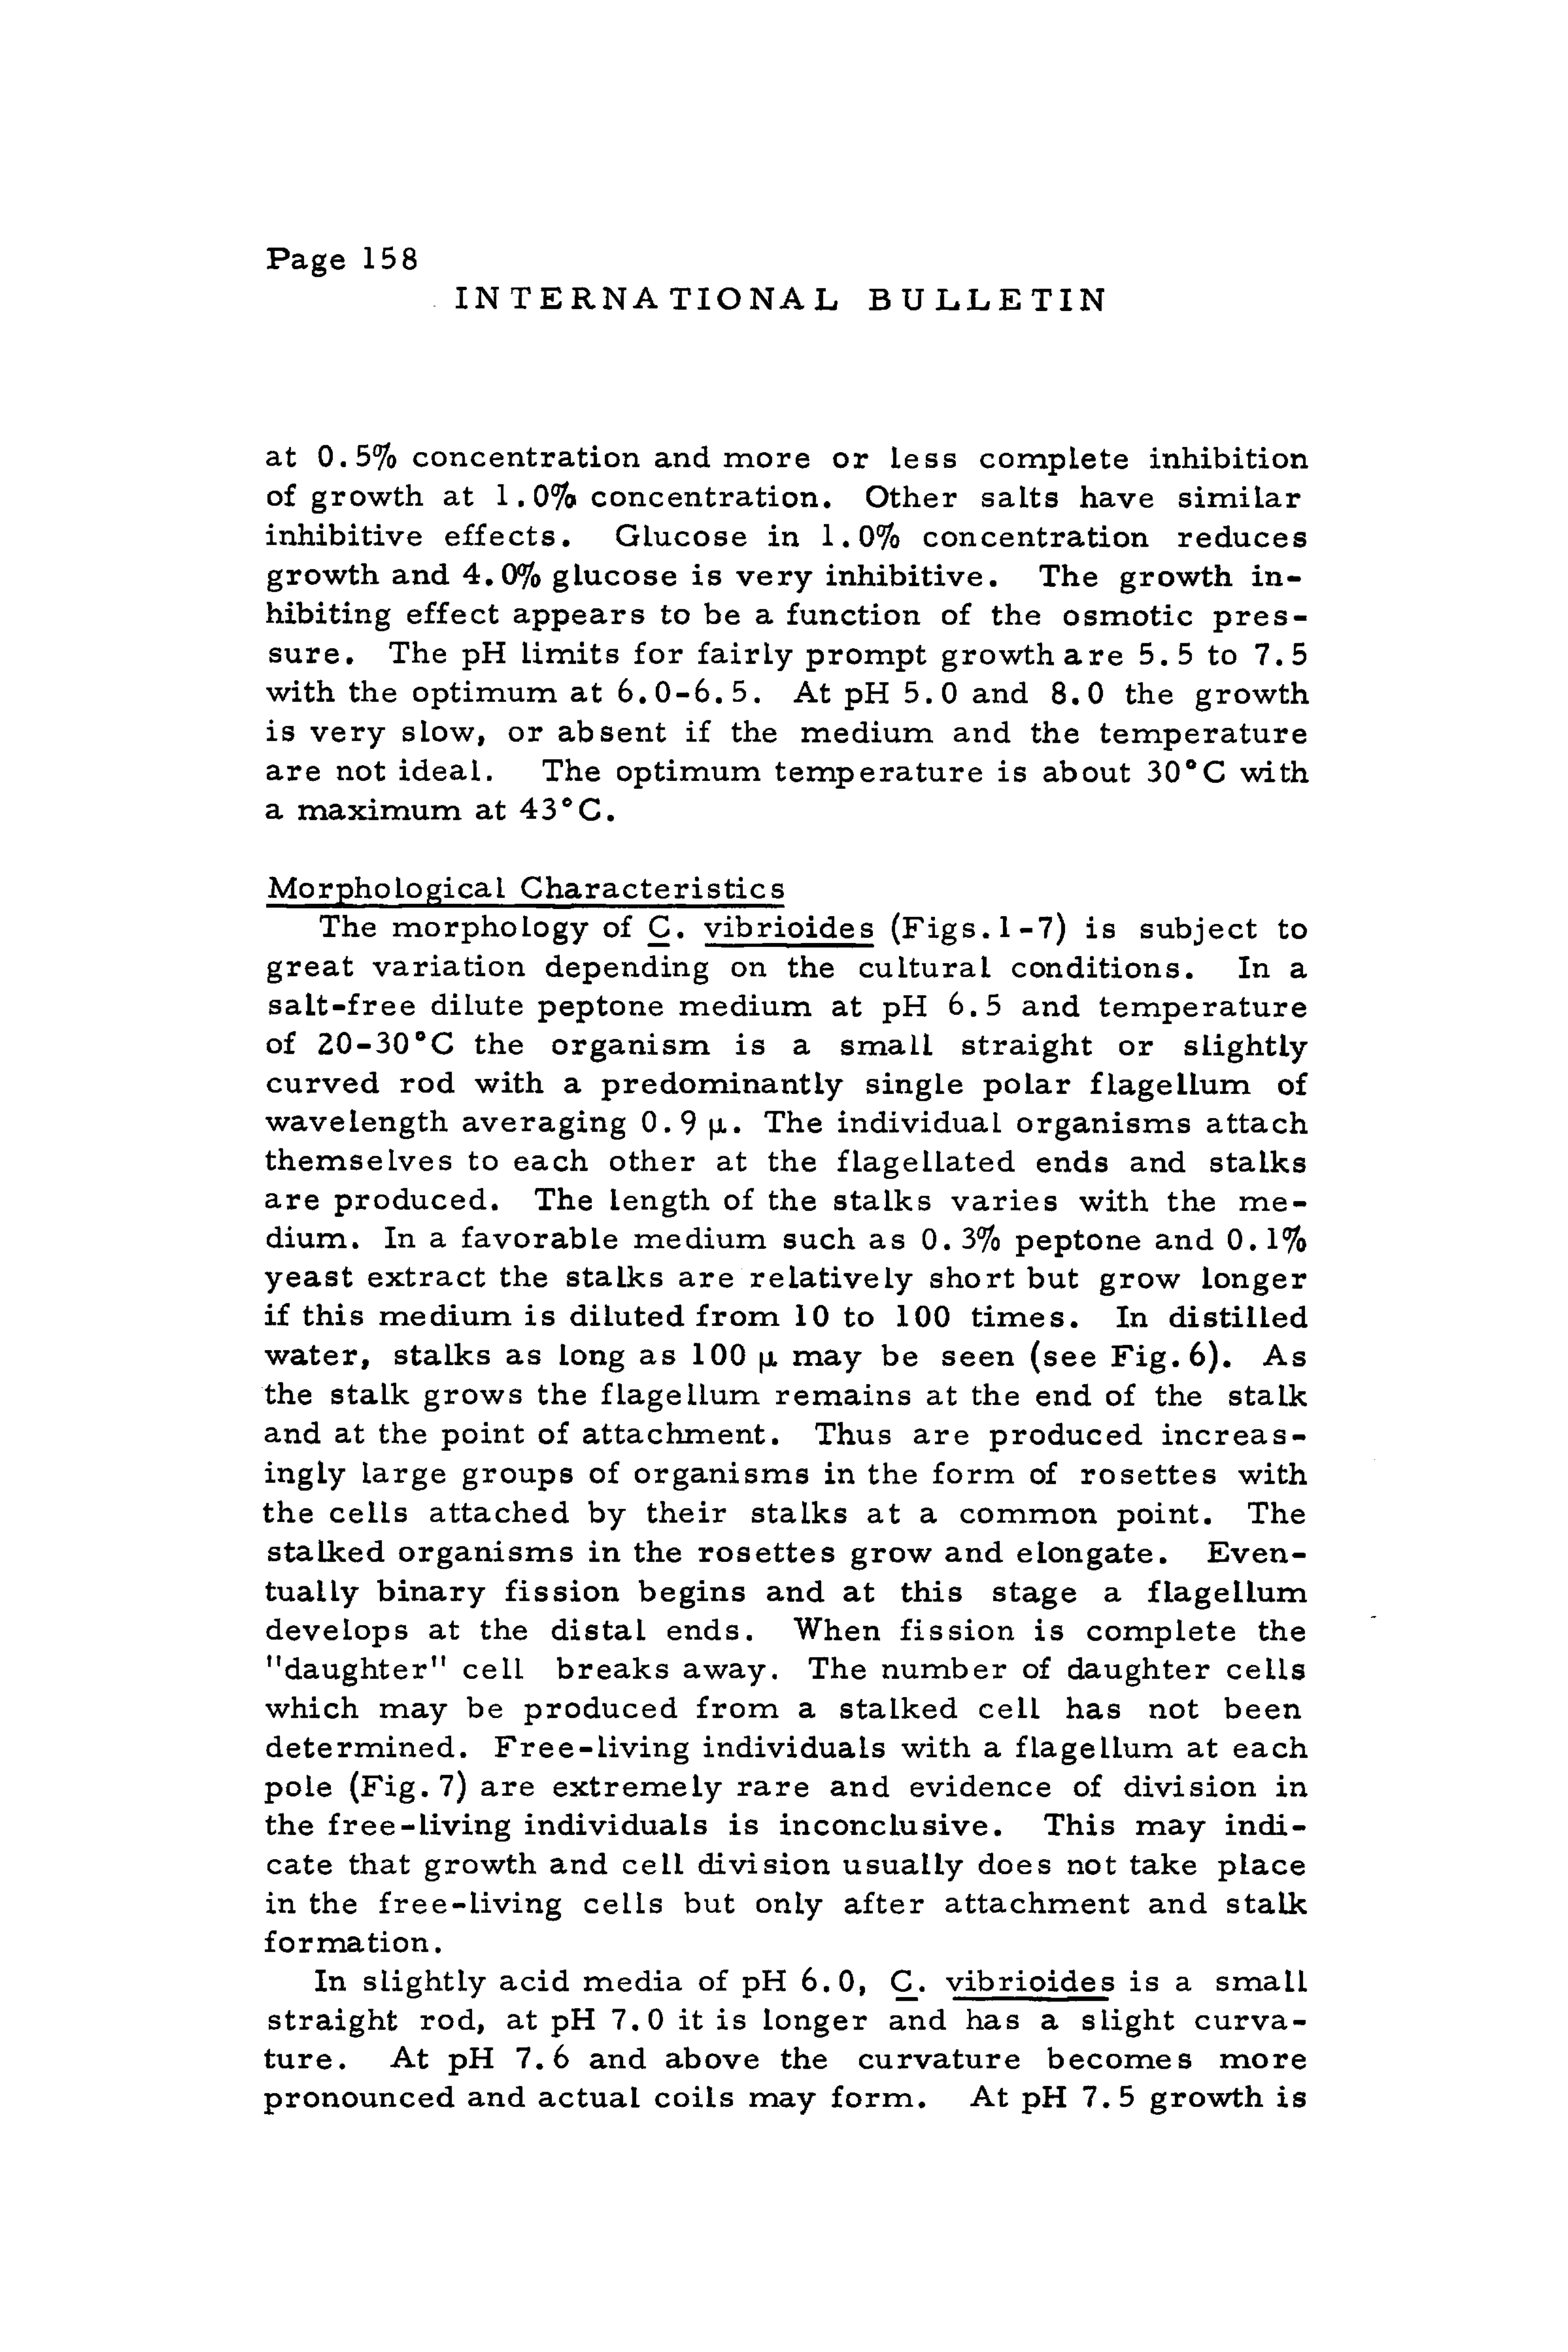 Page 158
INTERNATIONAL BULLETIN
at 0.5% concentration and more or less complete inhibition
of growth at 1.0% concentration. Other salts have similar
inhibitive effects. Glucose in 1.0% concentration reduces
growth and 4.0% glucose is very inhibitive. The growth in-
hibiting effect appears to be a function of the osmotic pres-
sure. The pH limits for fairly prompt growth are 5.5 to 7.5
with the optimum at 6.0-6.5. At pH 5.0 and 8.0 the growth
is very slow, or absent if the medium and the temperature
are not ideal. The optimum temperature is about 30°C with
a maximum at 43°C.
Morphological Characteristics
The morphology of C. vibrioides (Figs. 1-7) is subject to
great variation depending on the cultural conditions. In a
salt-free dilute peptone medium at pH 6.5 and temperature
of 20-30°C the organism is a small straight or slightly
curved rod with a predominantly single polar flagellum of
wavelength averaging 0.9 µ. The individual organisms attach
themselves to each other at the flagellated ends and stalks
are produced. The length of the stalks varies with the me-
dium. In a favorable medium such as 0.3% peptone and 0.1%
yeast extract the stalks are relatively short but grow longer
if this medium is diluted from 10 to 100 times. In distilled
water, stalks as long as 100 µ may be seen (see Fig. 6). As
the stalk grows the flagellum remains at the end of the stalk
and at the point of attachment. Thus are produced increas-
ingly large groups of organisms in the form of rosettes with
the cells attached by their stalks at a common point. The
stalked organisms in the rosettes grow and elongate. Even-
tually binary fission begins and at this stage a flagellum
develops at the distal ends. When fission is complete the
"daughter" cell breaks away. The number of daughter cells
which may be produced from a stalked cell has not been
determined. Free-living individuals with a flagellum at each
pole (Fig. 7) are extremely rare and evidence of division in
the free-living individuals is inconclusive. This may indi-
cate that growth and cell division usually does not take place
in the free-living cells but only after attachment and stalk
formation.
In slightly acid media of pH 6.0, C. vibrioides is a small
straight rod, at pH 7.0 it is longer and has a slight curva-
ture. At pH 7.6 and above the curvature becomes more
pronounced and actual coils may form. At pH 7.5 growth is